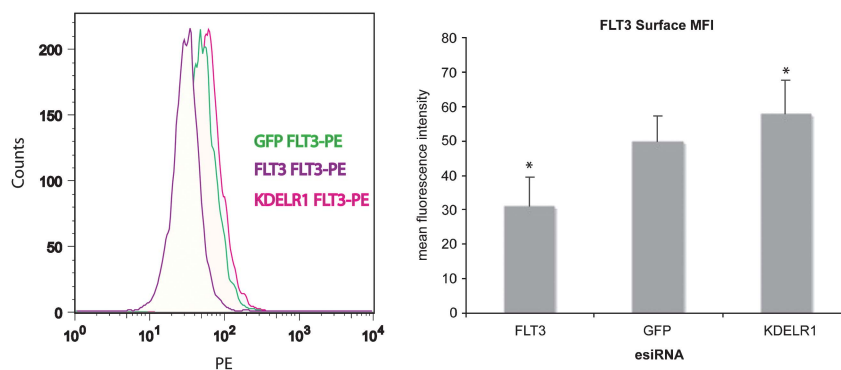 200
150
100
50
0
Counts
GFP FLT3-PE
FLT3 FLT3-PE
KDELR1 FLT3-PE
10⁰ 10¹ 10² 10³ 10⁴
PE
FLT3 Surface MFI
80
70
60
50
40
30
20
10
0
mean fluorescence intensity
*
*
FLT3 GFP KDELR1
esiRNA